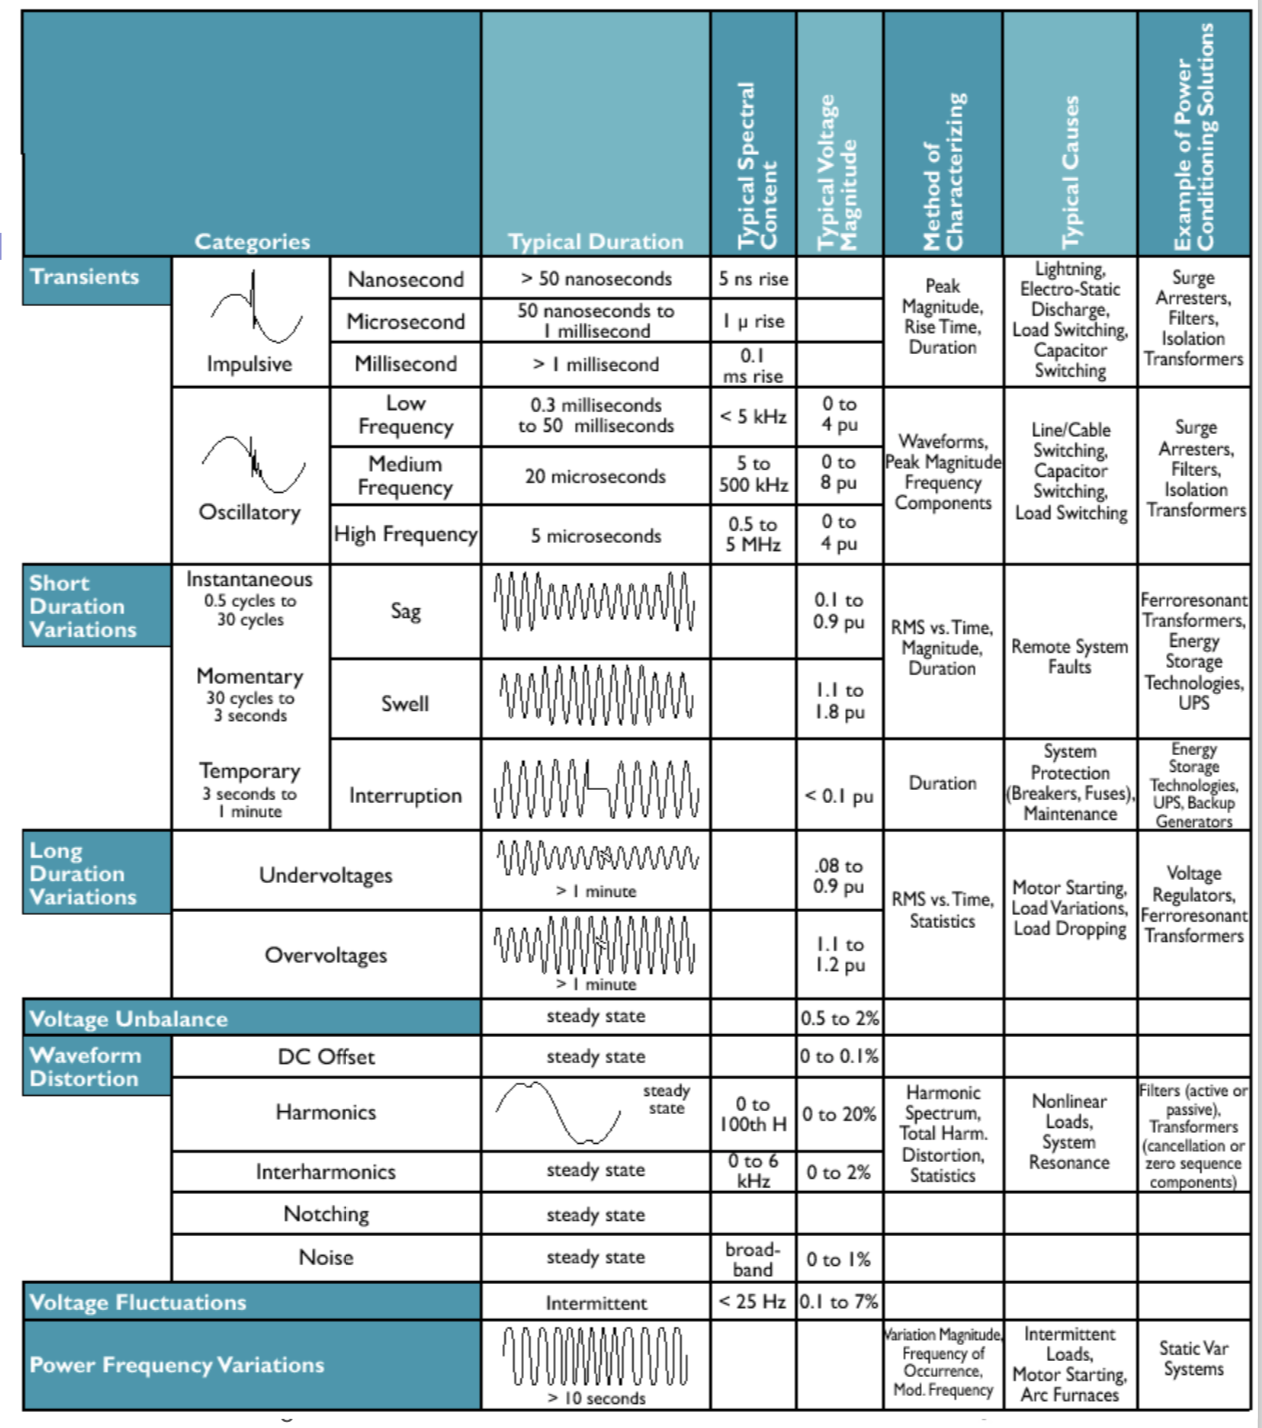 Categories
Typical Duration
Typical Spectral
Content
Typical Voltage
Magnitude
Method of
Characterizing
Typical Causes
Example of Power
Conditioning Solutions
Transients
Impulsive
Nanosecond
> 50 nanoseconds
5 ns rise
Microsecond
50 nanoseconds to
1 millisecond
1 µ rise
Millisecond
> 1 millisecond
0.1
ms rise
Peak
Magnitude,
Rise Time,
Duration
Lightning,
Electro-Static
Discharge,
Load Switching,
Capacitor
Switching
Surge
Arresters,
Filters,
Isolation
Transformers
Oscillatory
Low
Frequency
0.3 milliseconds
to 50 milliseconds
< 5 kHz
0 to
4 pu
Medium
Frequency
20 microseconds
5 to
500 kHz
0 to
8 pu
High Frequency
5 microseconds
0.5 to
5 MHz
0 to
4 pu
Waveforms,
Peak Magnitude
Frequency
Components
Line/Cable
Switching,
Capacitor
Switching,
Load Switching
Surge
Arresters,
Filters,
Isolation
Transformers
Short
Duration
Variations
Instantaneous
0.5 cycles to
30 cycles
Momentary
30 cycles to
3 seconds
Temporary
3 seconds to
1 minute
Sag
0.1 to
0.9 pu
Swell
1.1 to
1.8 pu
RMS vs. Time,
Magnitude,
Duration
Remote System
Faults
Ferroresonant
Transformers,
Energy
Storage
Technologies,
UPS
Interruption
< 0.1 pu
Duration
System
Protection
(Breakers, Fuses),
Maintenance
Energy
Storage
Technologies,
UPS, Backup
Generators
Long
Duration
Variations
Undervoltages
> 1 minute
.08 to
0.9 pu
Overvoltages
> 1 minute
1.1 to
1.2 pu
RMS vs. Time,
Statistics
Motor Starting,
Load Variations,
Load Dropping
Voltage
Regulators,
Ferroresonant
Transformers
Voltage Unbalance
steady state
0.5 to 2%
Waveform
Distortion
DC Offset
steady state
0 to 0.1%
Harmonics
steady
state
0 to
100th H
0 to 20%
Interharmonics
steady state
0 to 6
kHz
0 to 2%
Harmonic
Spectrum,
Total Harm.
Distortion,
Statistics
Nonlinear
Loads,
System
Resonance
Filters (active or
passive),
Transformers
(cancellation or
zero sequence
components)
Notching
steady state
Noise
steady state
broad-
band
0 to 1%
Voltage Fluctuations
Intermittent
< 25 Hz
0.1 to 7%
Power Frequency Variations
> 10 seconds
Variation Magnitude,
Frequency of
Occurrence,
Mod. Frequency
Intermittent
Loads,
Motor Starting,
Arc Furnaces
Static Var
Systems